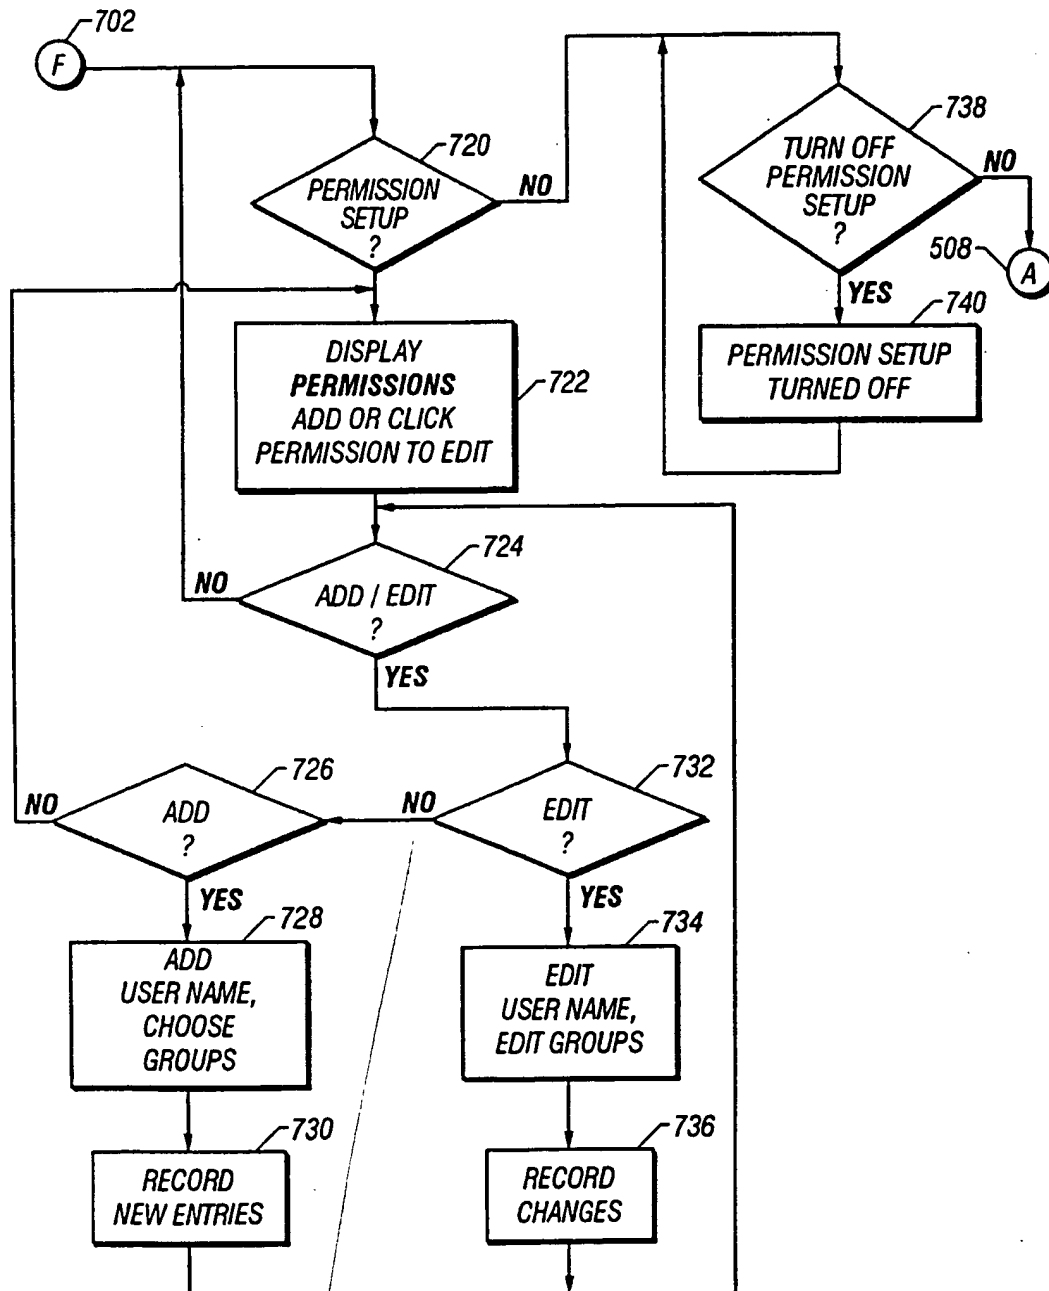 702
F
720
PERMISSION
SETUP
?
NO
738
TURN OFF
PERMISSION
SETUP
?
NO
508
A
YES
740
PERMISSION SETUP
TURNED OFF
DISPLAY
PERMISSIONS
ADD OR CLICK
PERMISSION TO EDIT
722
724
ADD / EDIT
?
NO
YES
726
ADD
?
NO
YES
732
EDIT
?
NO
YES
728
ADD
USER NAME,
CHOOSE
GROUPS
734
EDIT
USER NAME,
EDIT GROUPS
730
RECORD
NEW ENTRIES
736
RECORD
CHANGES